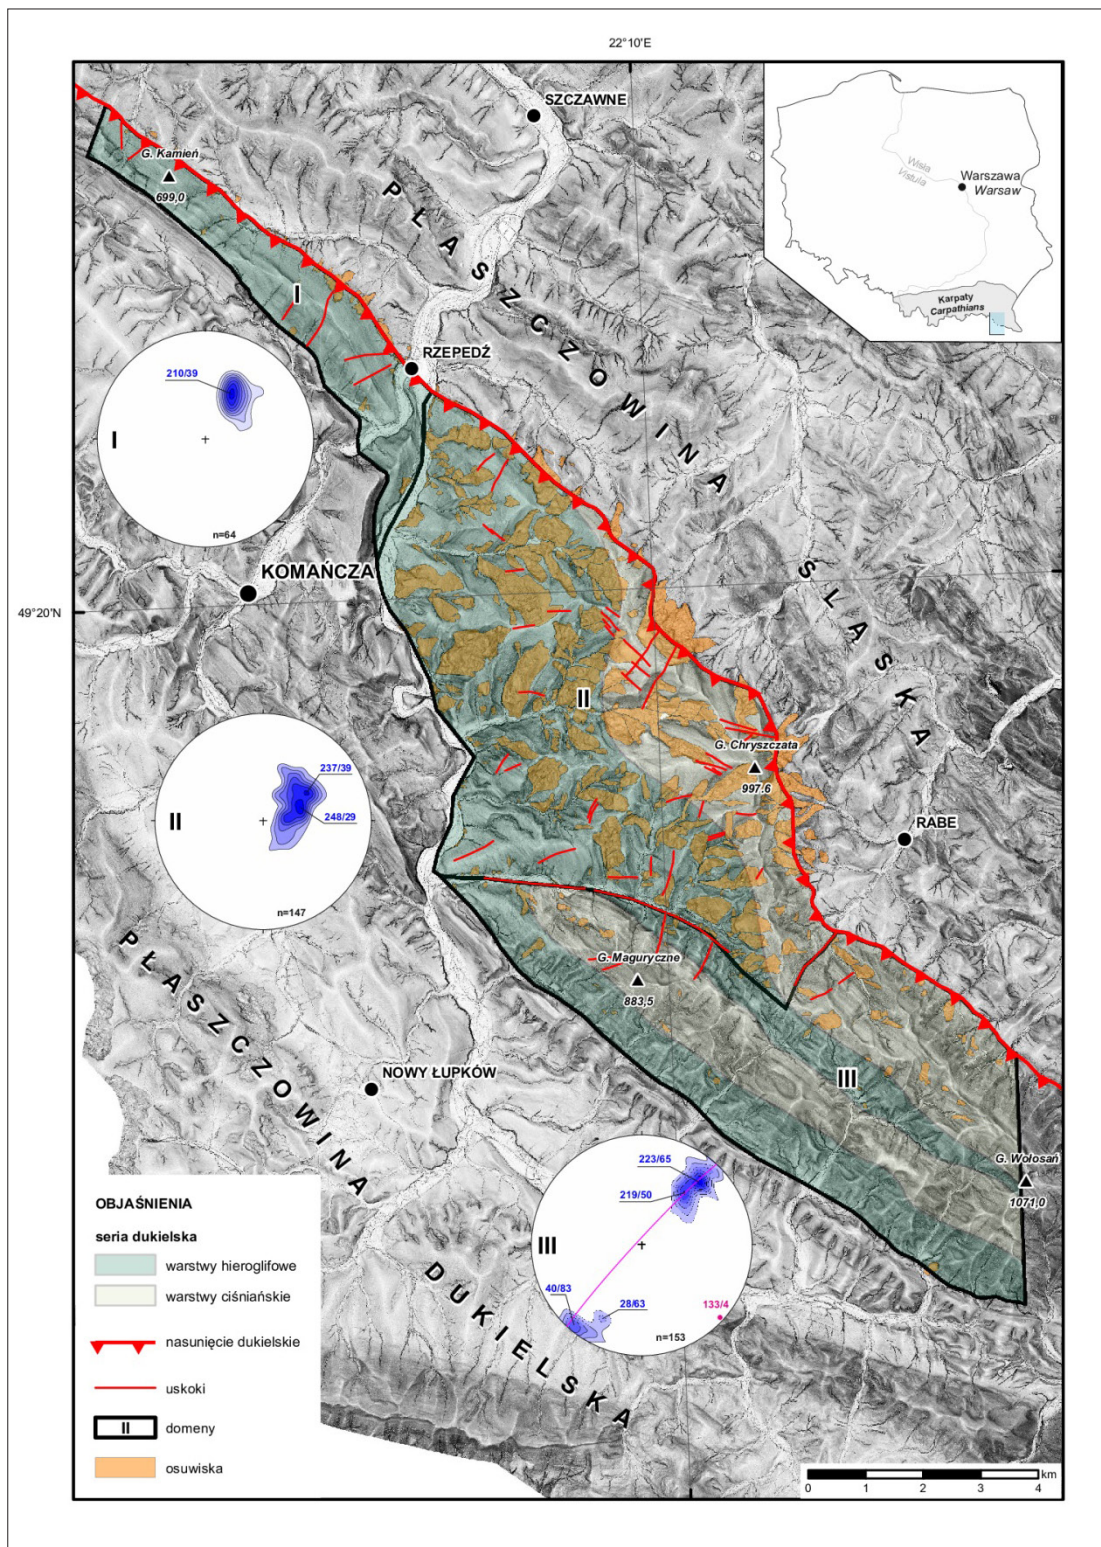 22°10'E
SZCZAWNE
G. Kamień
699,0
PŁASZCZOWINA ŚLĄSKA
Wisła
Vistula
Warszawa
Warsaw
Karpaty
Carpathians
I
RZEPEDŹ
210/39
I
n=64
KOMAŃCZA
49°20'N
II
G. Chryszczata
997.6
237/39
248/29
II
n=147
RABE
G. Maguryczne
883,5
PŁASZCZOWINA DUKIELSKA
NOWY ŁUPKÓW
III
G. Wołosań
1071,0
223/65
219/50
III
40/83
28/63
133/4
n=153
OBJAŚNIENIA
seria dukielska
warstwy hieroglifowe
warstwy ciśniańskie
nasunięcie dukielskie
uskoki
II domeny
osuwiska
km
0 1 2 3 4